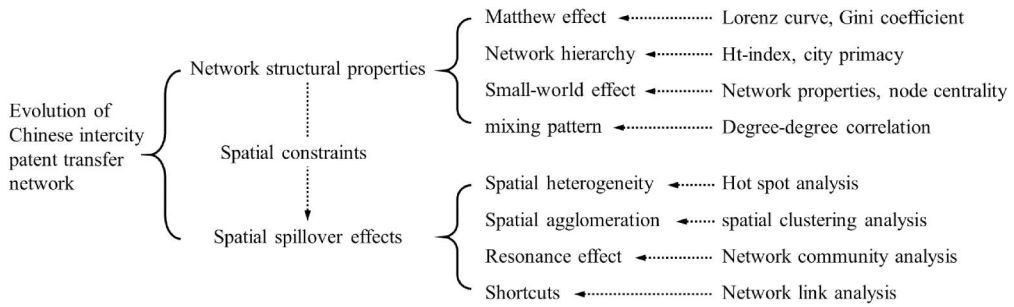 Evolution of
Chinese intercity
patent transfer
network
Network structural properties
Spatial constraints
Spatial spillover effects
Matthew effect
Lorenz curve, Gini coefficient
Network hierarchy
Ht-index, city primacy
Small-world effect
Network properties, node centrality
mixing pattern
Degree-degree correlation
Spatial heterogeneity
Hot spot analysis
Spatial agglomeration
spatial clustering analysis
Resonance effect
Network community analysis
Shortcuts
Network link analysis